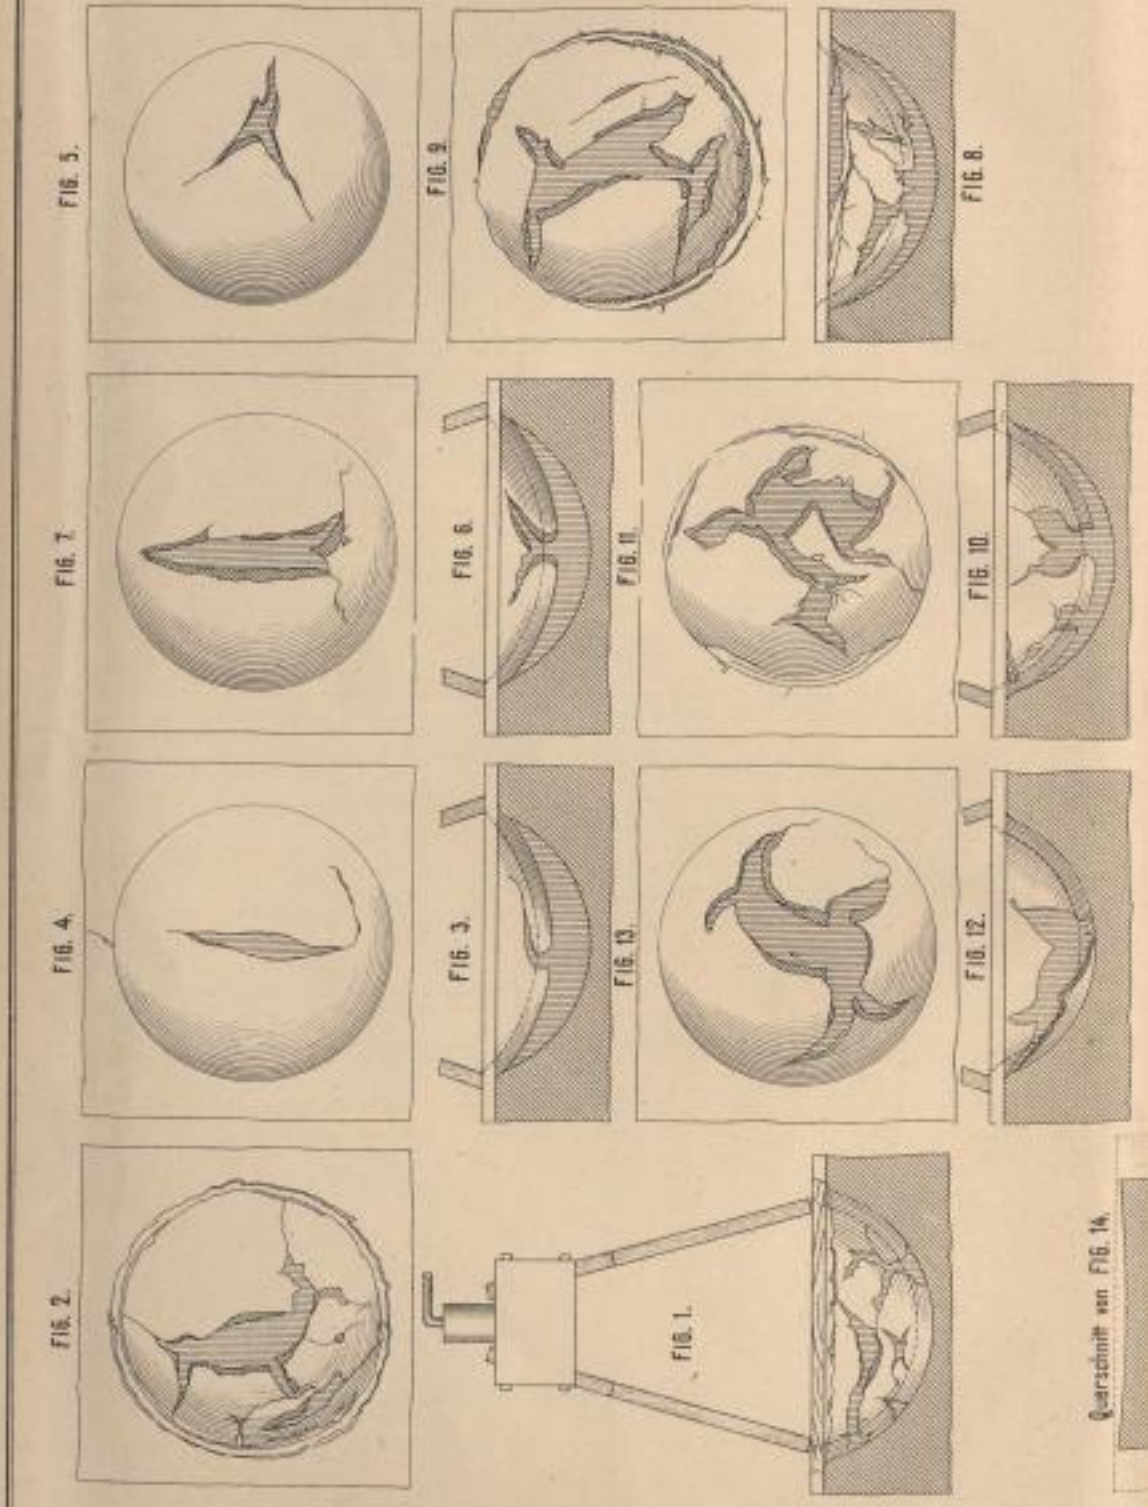 FIG. 5.
FIG. 9.
FIG. 8.
FIG. 7.
FIG. 6.
FIG. 11.
FIG. 10.
FIG. 4.
FIG. 3.
FIG. 13.
FIG. 12.
FIG. 2.
FIG. 1.
Querschnitt von FIG. 14.